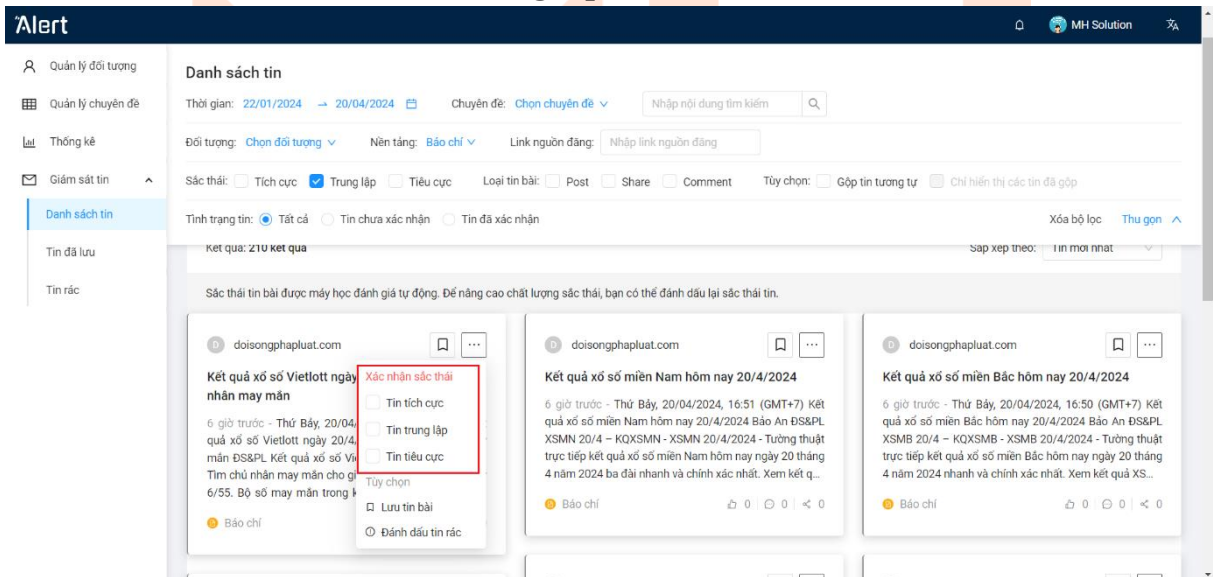 Alert
MH Solution
Quản lý đối tượng
Quản lý chuyên đề
Thống kê
Giám sát tin
Danh sách tin
Tin đã lưu
Tin rác
Danh sách tin
Thời gian: 22/01/2024 → 20/04/2024 Chuyên đề: Chọn chuyên đề Nhập nội dung tìm kiếm
Đối tượng: Chọn đối tượng Nền tảng: Báo chí Link nguồn đăng: Nhập link nguồn đăng
Sắc thái: Tích cực Trung lập Tiêu cực Loại tin bài: Post Share Comment Tùy chọn: Gộp tin tương tự Chỉ hiển thị các tin đã gộp
Tình trạng tin: Tất cả Tin chưa xác nhận Tin đã xác nhận Xóa bộ lọc Thu gọn
Kết quả: 210 kết quả Sắp xếp theo: Tin mới nhất
Sắc thái tin bài được máy học đánh giá tự động. Để nâng cao chất lượng sắc thái, bạn có thể đánh dấu lại sắc thái tin.
D doisongphapluat.com
Kết quả xổ số Vietlott ngày
nhân may mắn
6 giờ trước - Thứ Bảy, 20/04/
quả xổ số Vietlott ngày 20/4,
mắn ĐS&PL Kết quả xổ số Vi
Tìm chủ nhân may mắn cho gi
6/55. Bộ số may mắn trong k
Báo chí
Xác nhận sắc thái
Tin tích cực
Tin trung lập
Tin tiêu cực
Tùy chọn
Lưu tin bài
Đánh dấu tin rác
D doisongphapluat.com
Kết quả xổ số miền Nam hôm nay 20/4/2024
6 giờ trước - Thứ Bảy, 20/04/2024, 16:51 (GMT+7) Kết
quả xổ số miền Nam hôm nay 20/4/2024 Bảo An ĐS&PL
XSMN 20/4 – KQXSMN - XSMN 20/4/2024 - Tường thuật
trực tiếp kết quả xổ số miền Nam hôm nay ngày 20 tháng
4 năm 2024 ba đài nhanh và chính xác nhất. Xem kết q...
Báo chí 0 0 0
D doisongphapluat.com
Kết quả xổ số miền Bắc hôm nay 20/4/2024
6 giờ trước - Thứ Bảy, 20/04/2024, 16:50 (GMT+7) Kết
quả xổ số miền Bắc hôm nay 20/4/2024 Bảo An ĐS&PL
XSMB 20/4 – KQXSMB - XSMB 20/4/2024 - Tường thuật
trực tiếp kết quả xổ số miền Bắc hôm nay ngày 20 tháng
4 năm 2024 nhanh và chính xác nhất. Xem kết quả XS...
Báo chí 0 0 0